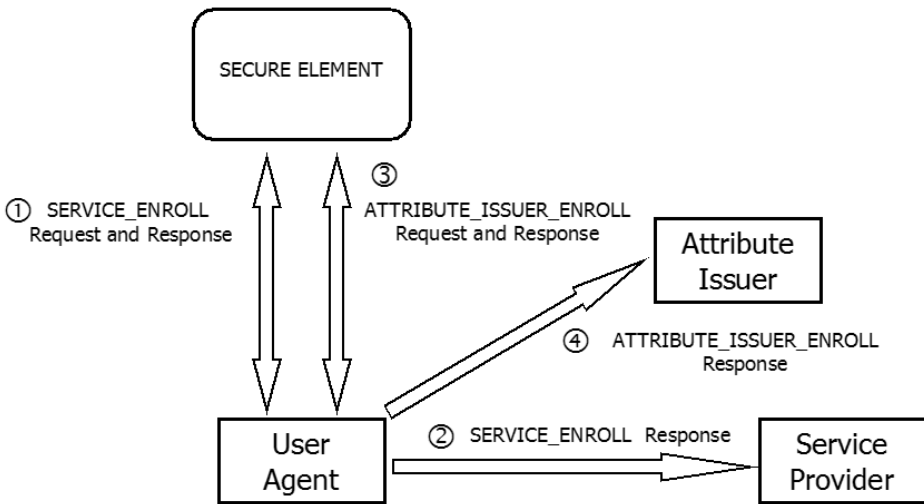 SECURE ELEMENT
① SERVICE_ENROLL
Request and Response
③
ATTRIBUTE_ISSUER_ENROLL
Request and Response
Attribute
Issuer
④ ATTRIBUTE_ISSUER_ENROLL
Response
User
Agent
② SERVICE_ENROLL Response
Service
Provider